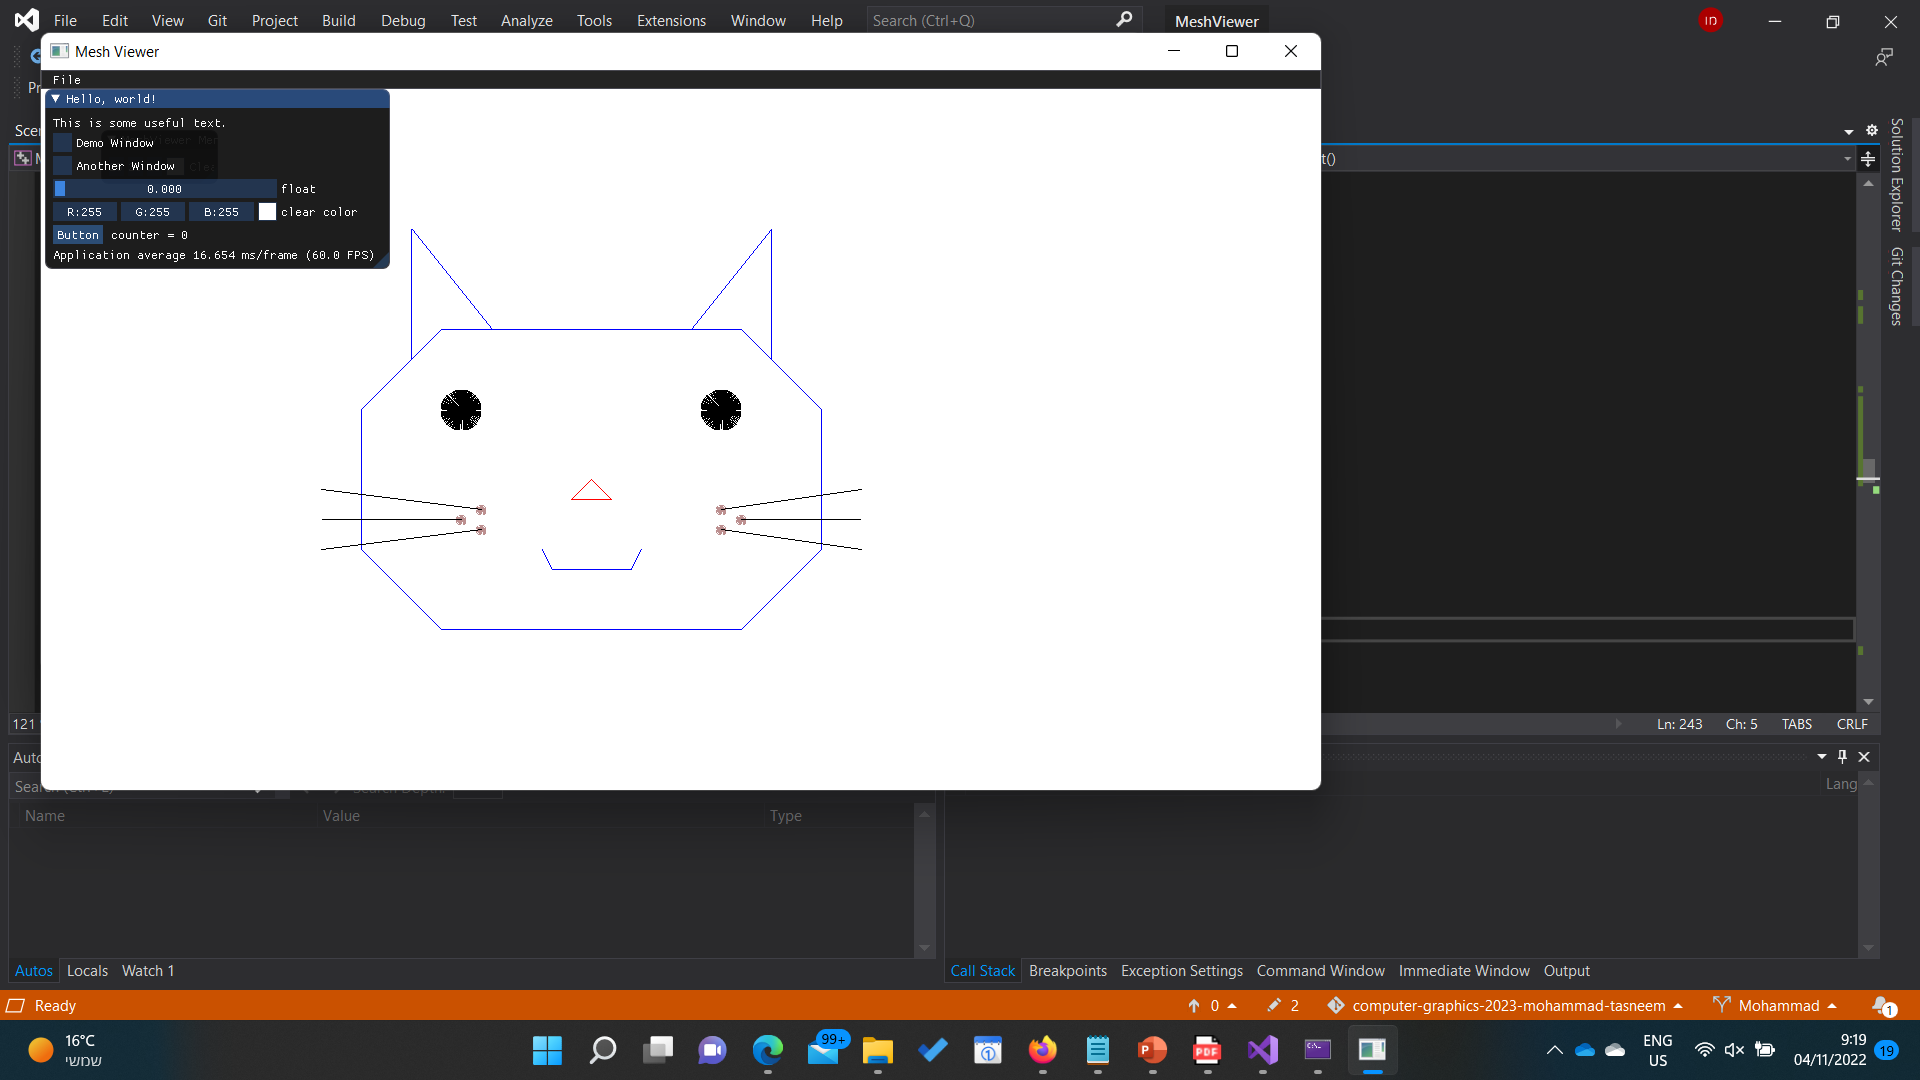 File Edit View Git Project Build Debug Test Analyze Tools Extensions Window Help Search (Ctrl+Q) MeshViewer
Mesh Viewer
File
Hello, world!
This is some useful text.
Demo Window
Another Window
0.000 float
R:255 G:255 B:255 clear color
Button counter = 0
Application average 16.654 ms/frame (60.0 FPS)
Solution Explorer
Git Changes
t()
121
Ln: 243 Ch: 5 TABS CRLF
Lang
Name Value Type
Autos Locals Watch 1
Call Stack Breakpoints Exception Settings Command Window Immediate Window Output
Ready 0 2 computer-graphics-2023-mohammad-tasneem Mohammad 1
16°C
שמשי
99+
PDF
ENG
US
9:19
04/11/2022
19